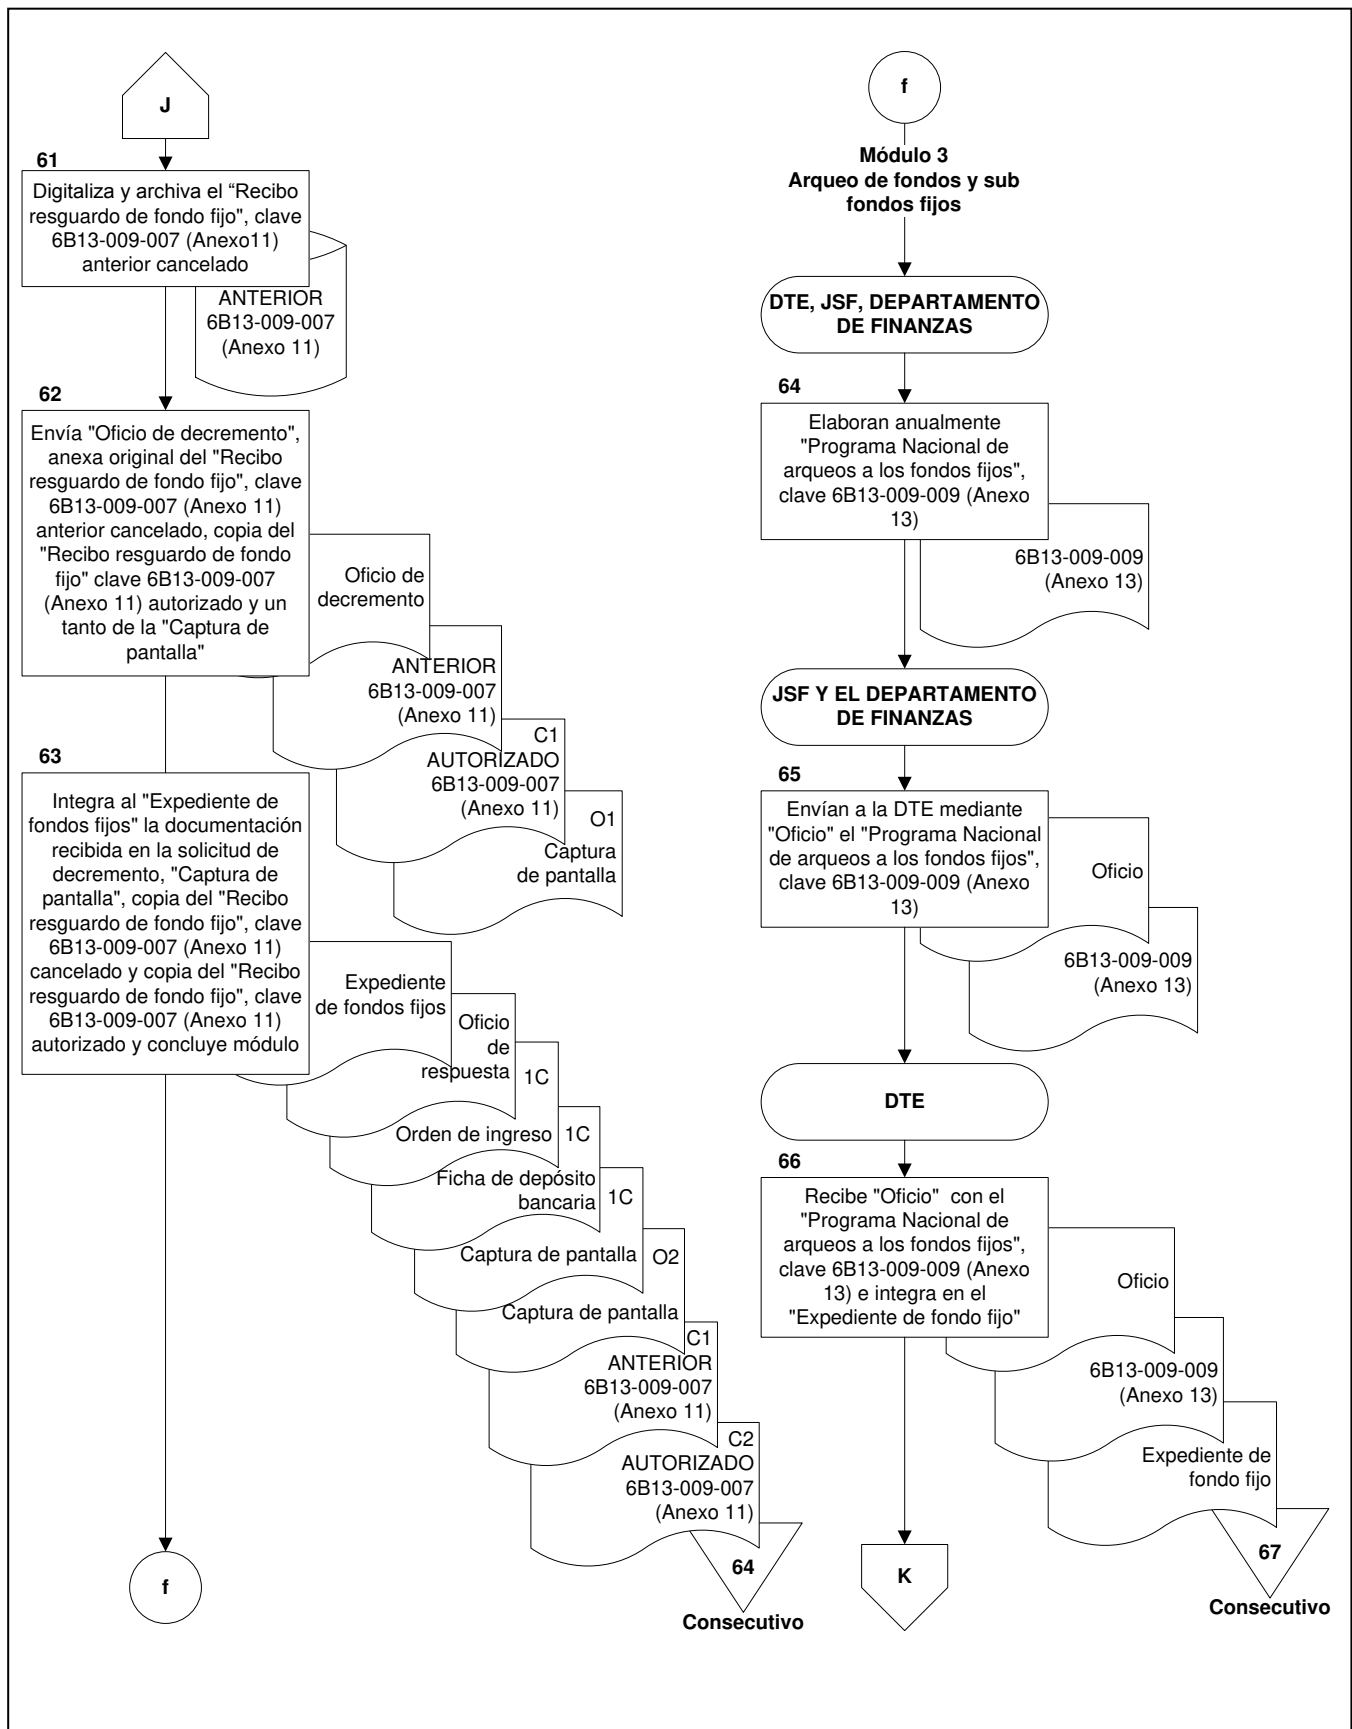 J
61
Digitaliza y archiva el “Recibo
resguardo de fondo fijo", clave
6B13-009-007 (Anexo11)
anterior cancelado
ANTERIOR
6B13-009-007
(Anexo 11)
62
Envía "Oficio de decremento",
anexa original del "Recibo
resguardo de fondo fijo", clave
6B13-009-007 (Anexo 11)
anterior cancelado, copia del
"Recibo resguardo de fondo
fijo" clave 6B13-009-007
(Anexo 11) autorizado y un
tanto de la "Captura de
pantalla"
Oficio de
decremento
ANTERIOR
6B13-009-007
(Anexo 11)
C1
AUTORIZADO
6B13-009-007
(Anexo 11)
O1
Captura
de pantalla
63
Integra al "Expediente de
fondos fijos" la documentación
recibida en la solicitud de
decremento, "Captura de
pantalla", copia del "Recibo
resguardo de fondo fijo", clave
6B13-009-007 (Anexo 11)
cancelado y copia del "Recibo
resguardo de fondo fijo", clave
6B13-009-007 (Anexo 11)
autorizado y concluye módulo
Expediente
de fondos fijos
Oficio
de
respuesta
1C
Orden de ingreso
1C
Ficha de depósito
bancaria
1C
Captura de pantalla
O2
Captura de pantalla
C1
ANTERIOR
6B13-009-007
(Anexo 11)
C2
AUTORIZADO
6B13-009-007
(Anexo 11)
64
Consecutivo
f
f
Módulo 3
Arqueo de fondos y sub
fondos fijos
DTE, JSF, DEPARTAMENTO
DE FINANZAS
64
Elaboran anualmente
"Programa Nacional de
arqueos a los fondos fijos",
clave 6B13-009-009 (Anexo
13)
6B13-009-009
(Anexo 13)
JSF Y EL DEPARTAMENTO
DE FINANZAS
65
Envían a la DTE mediante
"Oficio" el "Programa Nacional
de arqueos a los fondos fijos",
clave 6B13-009-009 (Anexo
13)
Oficio
6B13-009-009
(Anexo 13)
DTE
66
Recibe "Oficio" con el
"Programa Nacional de
arqueos a los fondos fijos",
clave 6B13-009-009 (Anexo
13) e integra en el
"Expediente de fondo fijo"
Oficio
6B13-009-009
(Anexo 13)
Expediente de
fondo fijo
67
Consecutivo
K